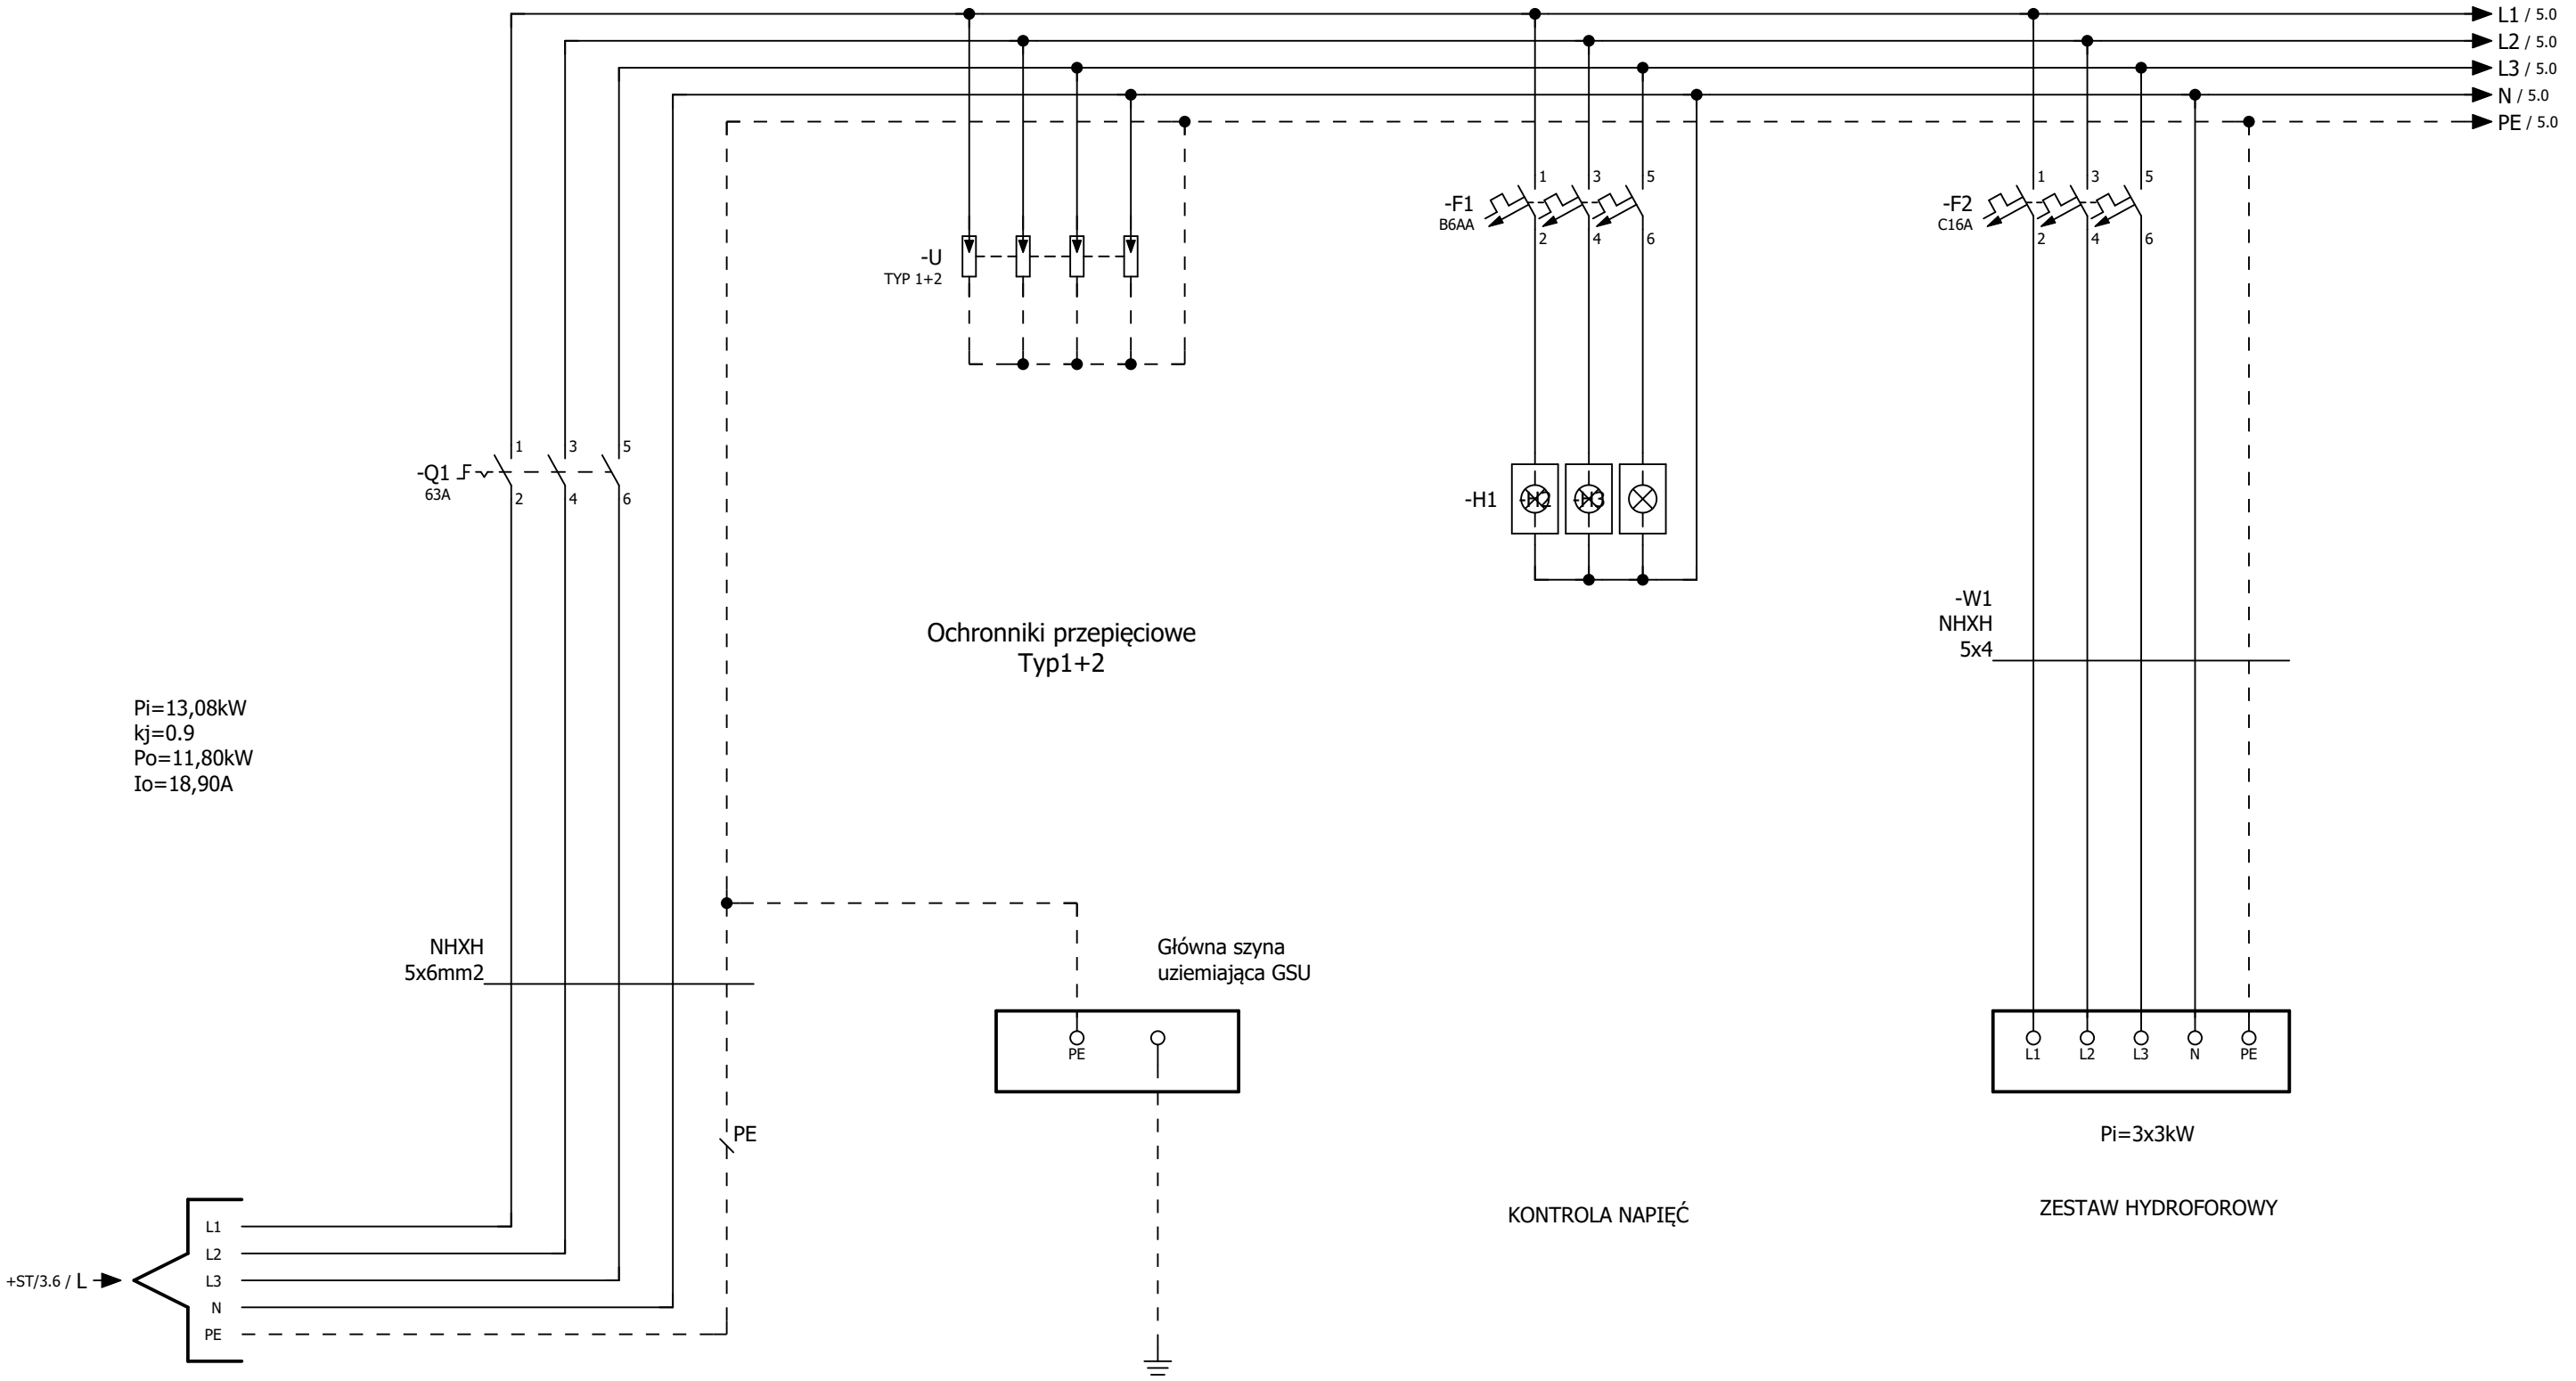 L1 / 5.0
L2 / 5.0
L3 / 5.0
N / 5.0
PE / 5.0
-F1
B6AA
1 3 5
2 4 6
-F2
C16A
1 3 5
2 4 6
-U
TYP 1+2
-Q1
63A
1 3 5
2 4 6
-H1 -H2 -H3
-W1
NHXH
5x4
Ochronniki przepięciowe
Typ1+2
Pi=13,08kW
kj=0.9
Po=11,80kW
Io=18,90A
NHXH
5x6mm2
Główna szyna
uziemiająca GSU
PE
L1 L2 L3 N PE
PE
Pi=3x3kW
KONTROLA NAPIĘĆ
ZESTAW HYDROFOROWY
+ST/3.6 / L
L1
L2
L3
N
PE